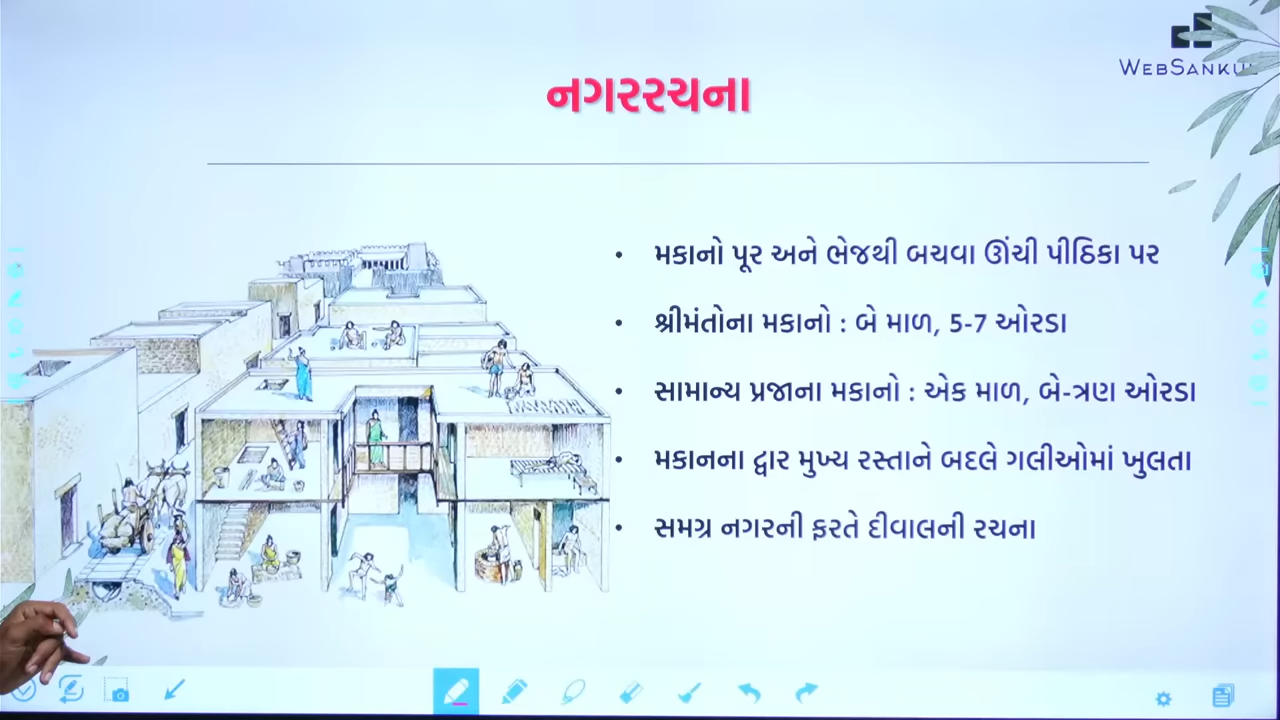 WEBSANKUL
નગરરચના
• મકાનો પૂર અને ભેજથી બચવા ઊંચી પીઠિકા પર
• શ્રીમંતોના મકાનો : બે માળ, 5-7 ઓરડા
• સામાન્ય પ્રજાના મકાનો : એક માળ, બે-ત્રણ ઓરડા
• મકાનના દ્વાર મુખ્ય રસ્તાને બદલે ગલીઓમાં ખુલતા
• સમગ્ર નગરની ફરતે દીવાલની રચના